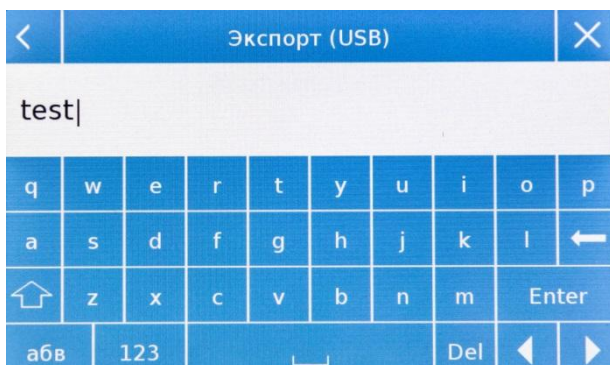 Экспорт (USB)
test
q w e r t y u i o p
a s d f g h j k l
z x c v b n m Enter
абв 123 Del